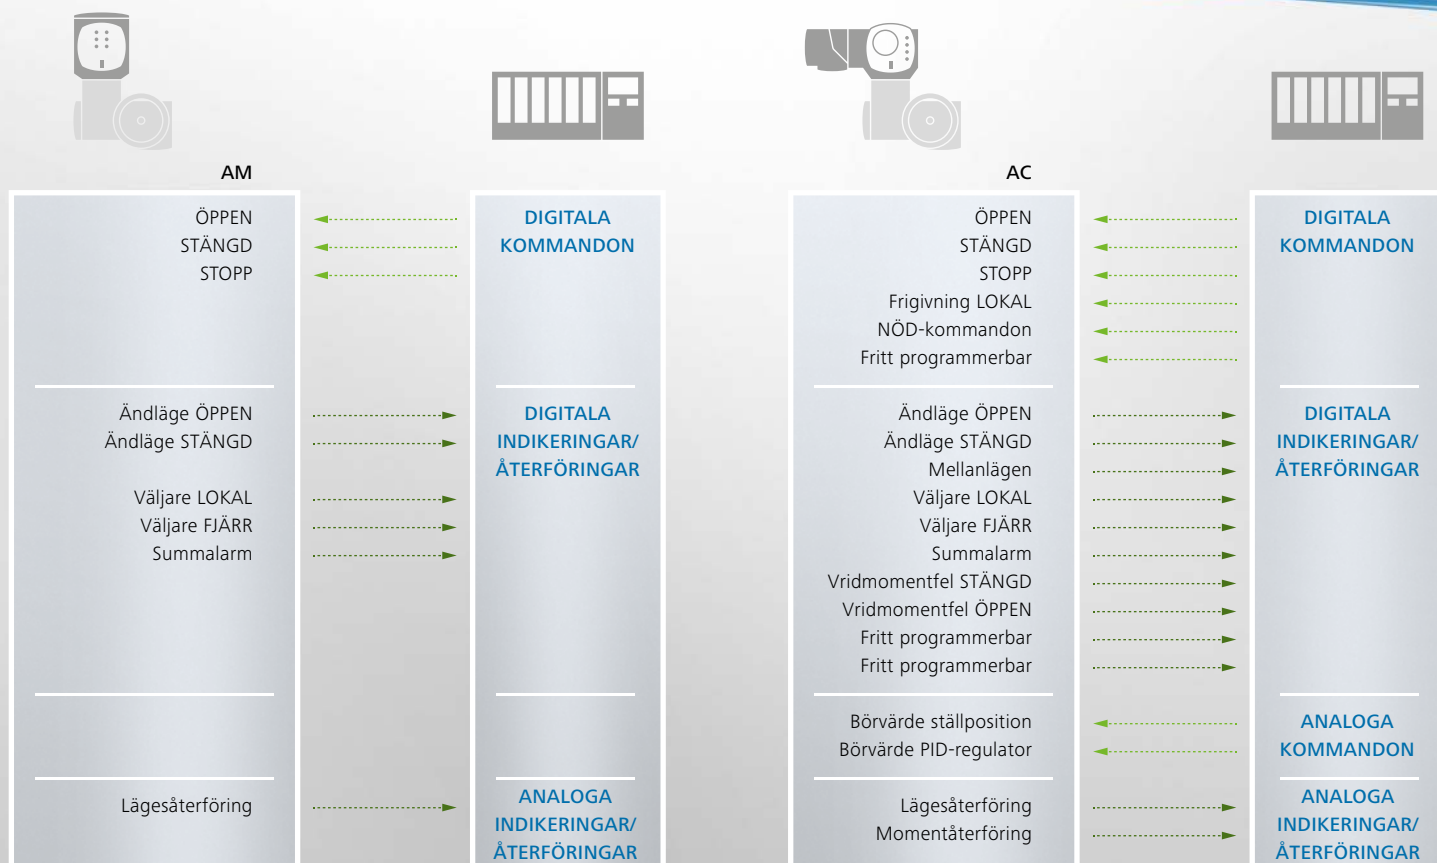 AM
ÖPPEN
STÄNGD
STOPP
DIGITALA
KOMMANDON
Ändläge ÖPPEN
Ändläge STÄNGD
Väljare LOKAL
Väljare FJÄRR
Summalarm
DIGITALA
INDIKERINGAR/
ÅTERFÖRINGAR
Lägesåterföring
ANALOGA
INDIKERINGAR/
ÅTERFÖRINGAR
AC
ÖPPEN
STÄNGD
STOPP
Frigivning LOKAL
NÖD-kommandon
Fritt programmerbar
DIGITALA
KOMMANDON
Ändläge ÖPPEN
Ändläge STÄNGD
Mellanlägen
Väljare LOKAL
Väljare FJÄRR
Summalarm
Vridmomentfel STÄNGD
Vridmomentfel ÖPPEN
Fritt programmerbar
Fritt programmerbar
DIGITALA
INDIKERINGAR/
ÅTERFÖRINGAR
Börvärde ställposition
Börvärde PID-regulator
ANALOGA
KOMMANDON
Lägesåterföring
Momentåterföring
ANALOGA
INDIKERINGAR/
ÅTERFÖRINGAR